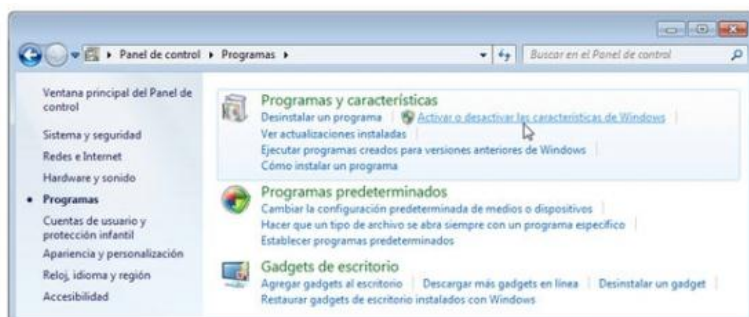 Panel de control ▸ Programas ▸
Buscar en el Panel de control
Ventana principal del Panel de
control
Sistema y seguridad
Redes e Internet
Hardware y sonido
Programas
Cuentas de usuario y
protección infantil
Apariencia y personalización
Reloj, idioma y región
Accesibilidad
Programas y características
Desinstalar un programa | Activar o desactivar las características de Windows
Ver actualizaciones instaladas
Ejecutar programas creados para versiones anteriores de Windows
Cómo instalar un programa
Programas predeterminados
Cambiar la configuración predeterminada de medios o dispositivos
Hacer que un tipo de archivo se abra siempre con un programa específico
Establecer programas predeterminados
Gadgets de escritorio
Agregar gadgets al escritorio | Descargar más gadgets en línea | Desinstalar un gadget
Restaurar gadgets de escritorio instalados con Windows